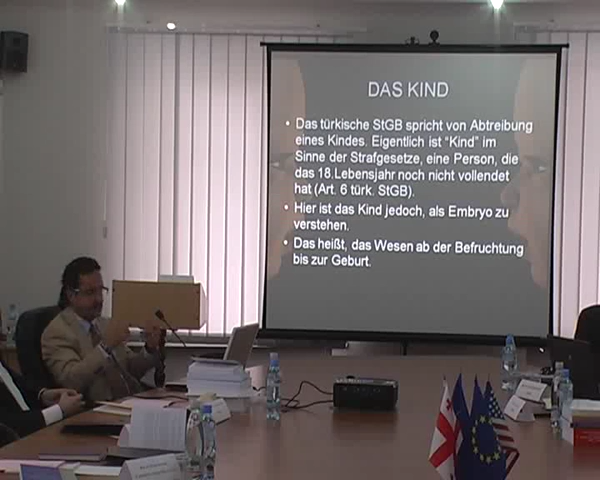 DAS KIND
• Das türkische StGB spricht von Abtreibung
eines Kindes. Eigentlich ist "Kind" im
Sinne der Strafgesetze, eine Person, die
das 18.Lebensjahr noch nicht vollendet
hat (Art. 6 türk. StGB).
• Hier ist das Kind jedoch, als Embryo zu
verstehen.
• Das heißt, das Wesen ab der Befruchtung
bis zur Geburt.